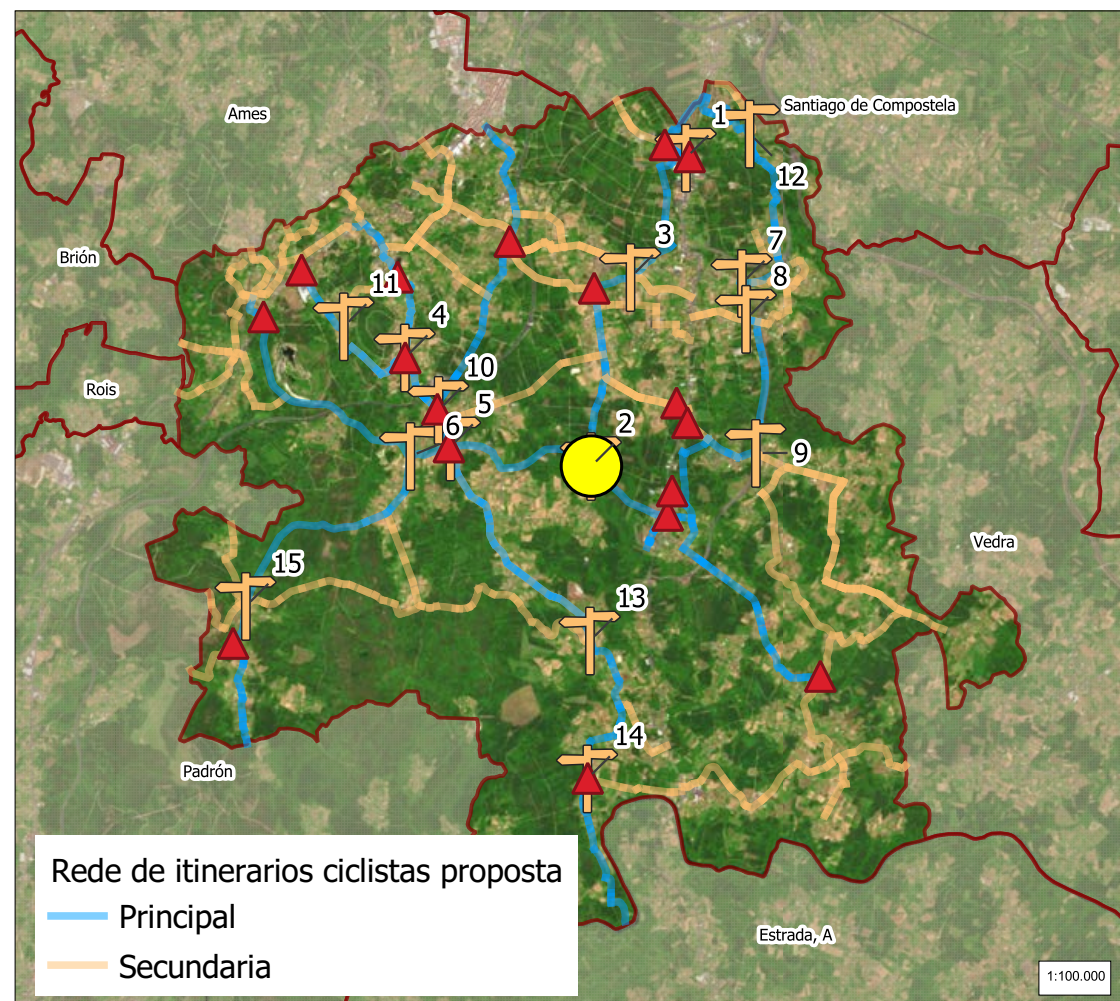 Ames
Santiago de Compostela
1
12
Brión
3
7
8
11
4
Rois
10
5
6
2
9
Vedra
15
13
14
Padrón
Rede de itinerarios ciclistas proposta
Principal
Secundaria
Estrada, A
1:100.000